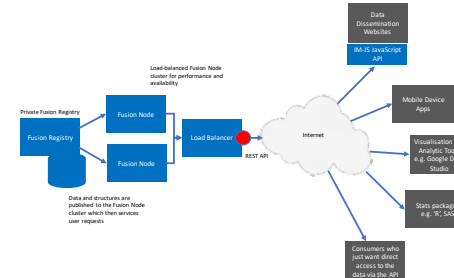 Data
Dissemination
Websites
IM-JS JavaScript
API
Load-balanced Fusion Node
cluster for performance and
availability
Private Fusion Registry
Fusion Registry
Fusion Node
Fusion Node
Load Balancer
REST API
Internet
Mobile Device
Apps
Visualisation
Analytic
e.g. Google
Studio
Stats
e.g. 'R',
Data and structures are
published to the Fusion Node
cluster which then services
user requests
Consumers who
just want direct
access to the
data via the API